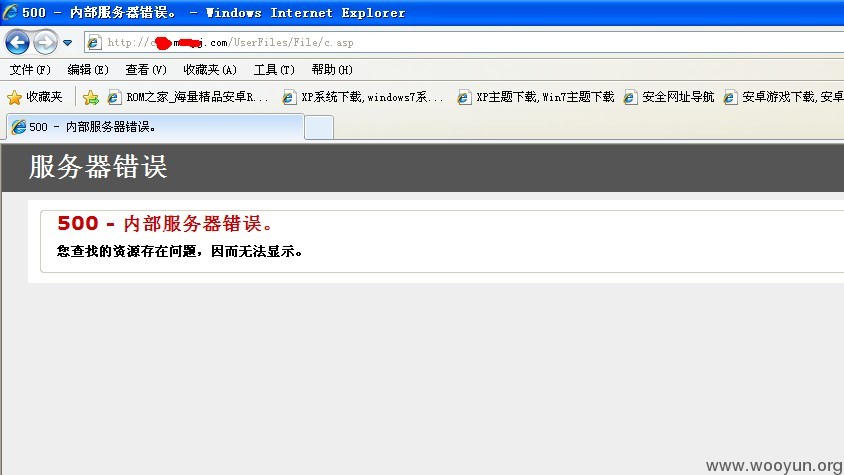 500 - 内部服务器错误。 - Windows Internet Explorer
http://c m j.com/UserFiles/File/c.asp
文件(F) 编辑(E) 查看(V) 收藏夹(A) 工具(T) 帮助(H)
收藏夹 ROM之家_海量精品安卓R... XP系统下载,windows7系... XP主题下载,Win7主题下载 安全网址导航 安卓游戏下载,安卓
500 - 内部服务器错误。
服务器错误
500 - 内部服务器错误。
您查找的资源存在问题，因而无法显示。
www.wooyun.org